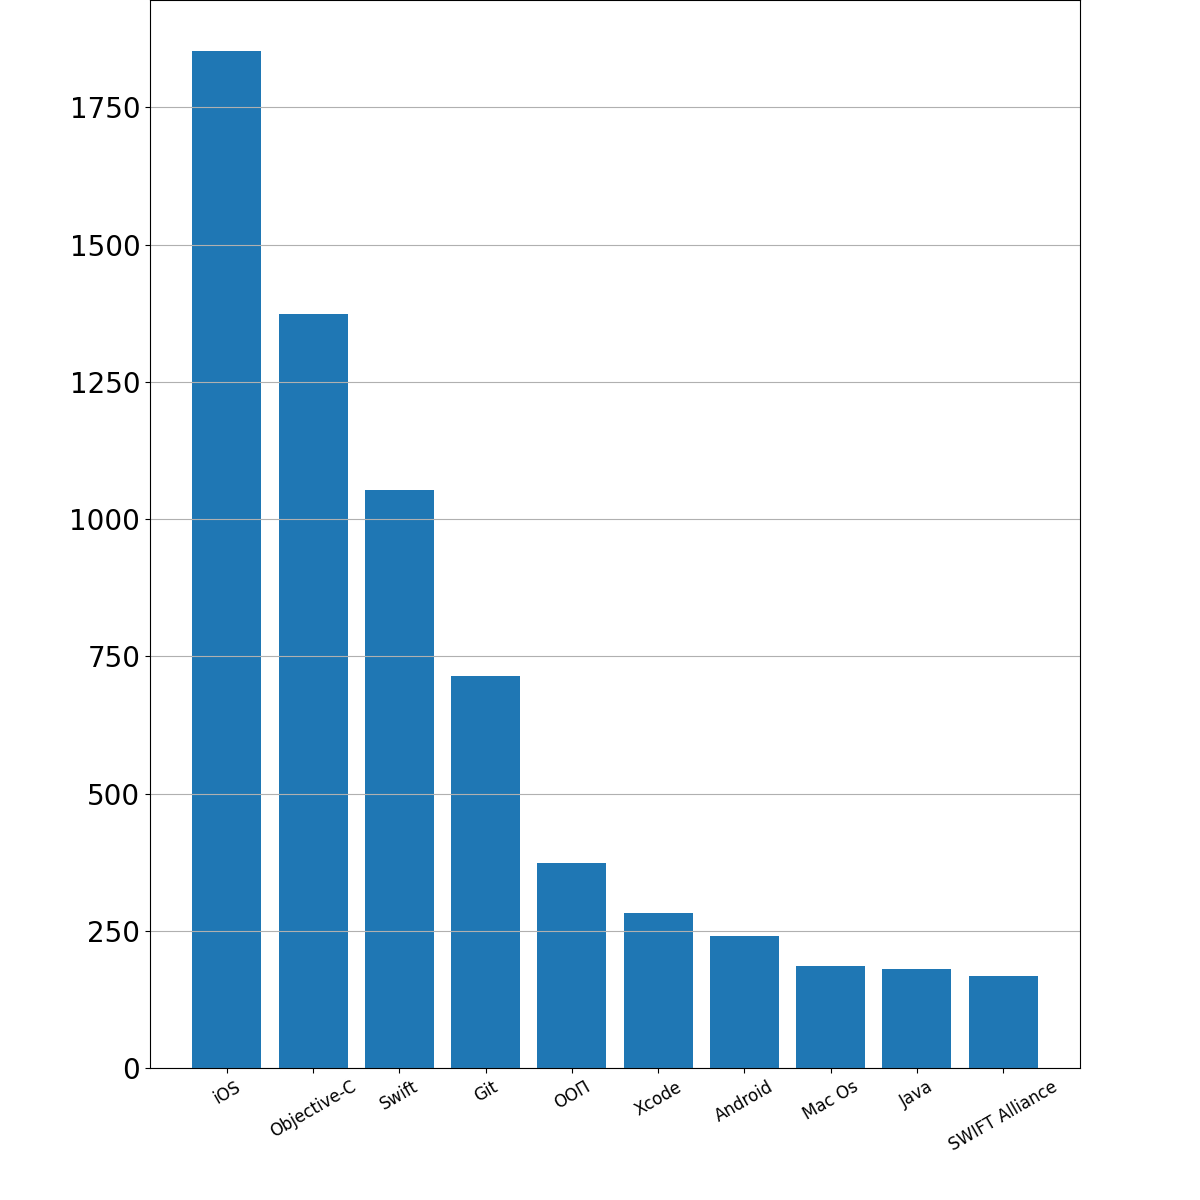 1750
1500
1250
1000
750
500
250
0
iOS
Objective-C
Swift
Git
ООП
Xcode
Android
Mac Os
Java
SWIFT Alliance